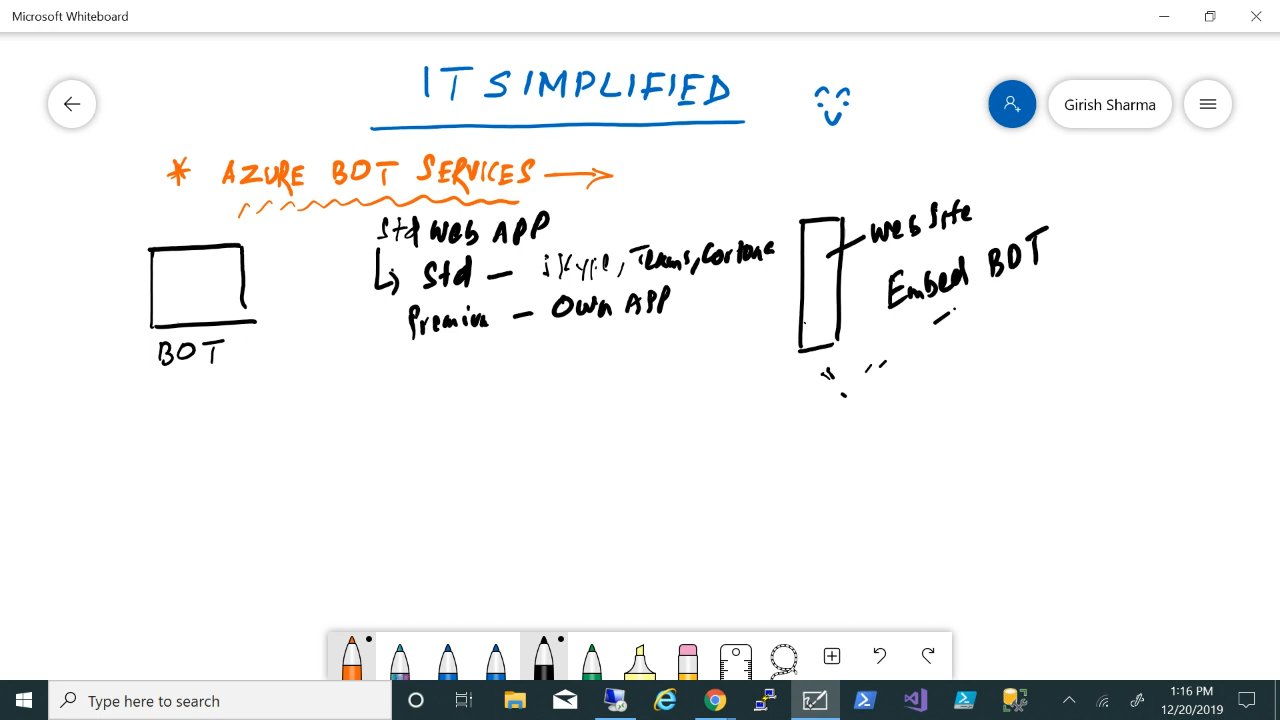 Microsoft Whiteboard
IT SIMPLIFIED
Girish Sharma
* AZURE BOT SERVICES
Std Web APP
Std - Skype, Teams, Cortana
Premium - Own APP
BOT
Web Site
Embed BOT
Type here to search
1:16 PM
12/20/2019